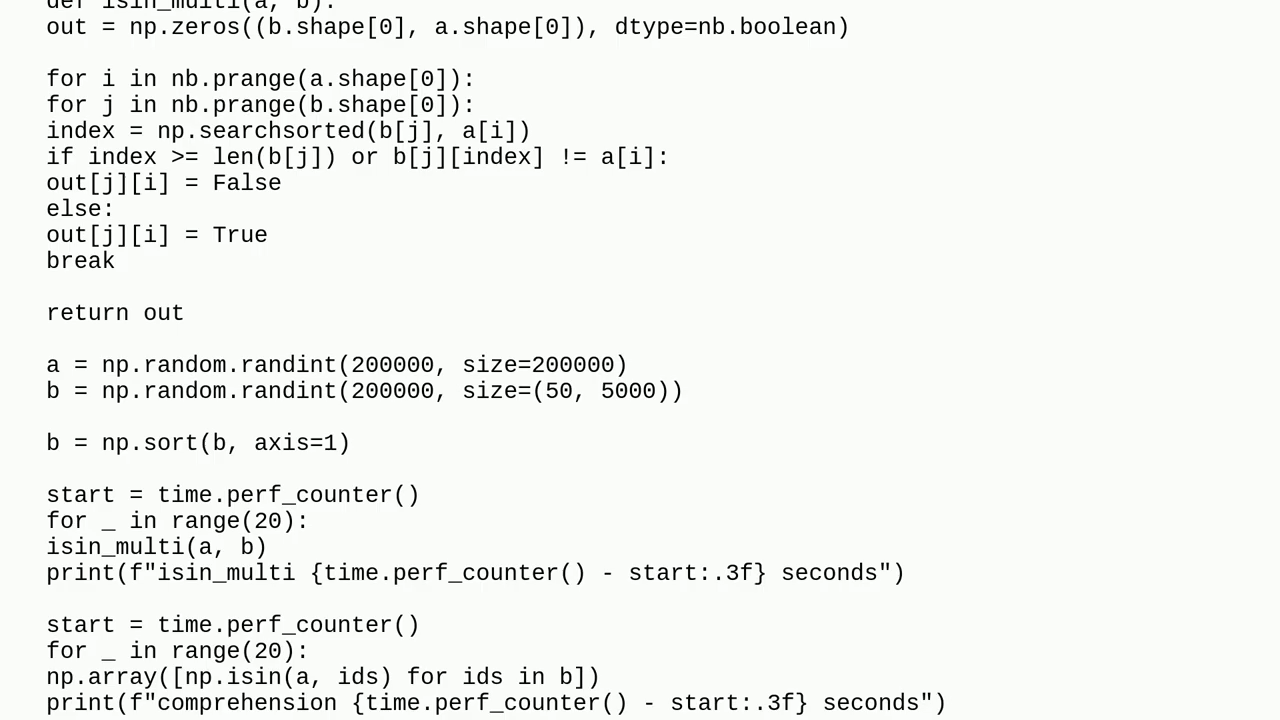 def isin_multi(a, b):
out = np.zeros((b.shape[0], a.shape[0]), dtype=nb.boolean)
for i in nb.prange(a.shape[0]):
for j in nb.prange(b.shape[0]):
index = np.searchsorted(b[j], a[i])
if index >= len(b[j]) or b[j][index] != a[i]:
out[j][i] = False
else:
out[j][i] = True
break
return out
a = np.random.randint(200000, size=200000)
b = np.random.randint(200000, size=(50, 5000))
b = np.sort(b, axis=1)
start = time.perf_counter()
for _ in range(20):
isin_multi(a, b)
print(f"isin_multi {time.perf_counter() - start:.3f} seconds")
start = time.perf_counter()
for _ in range(20):
np.array([np.isin(a, ids) for ids in b])
print(f"comprehension {time.perf_counter() - start:.3f} seconds")